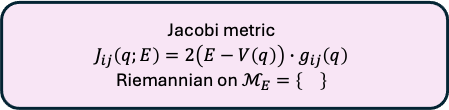 Jacobi metric
J_{ij}(q; E) = 2(E − V(q)) · g_{ij}(q)
Riemannian on ℳ_E = { }